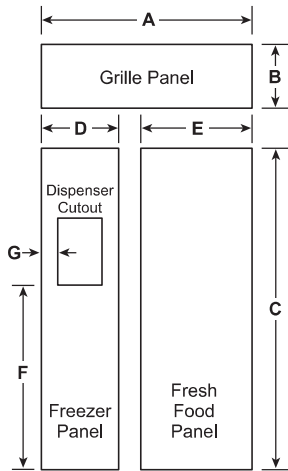 A
Grille Panel
B
D
E
Dispenser
Cutout
G
C
F
Freezer
Panel
Fresh
Food
Panel